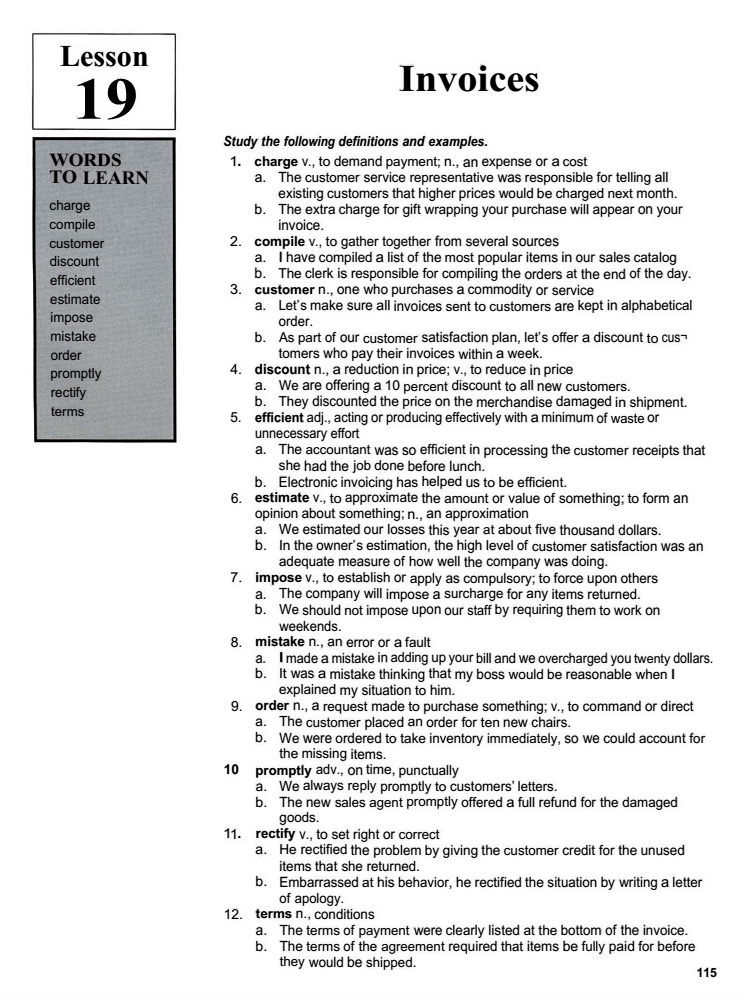 Lesson
19
Invoices
WORDS
TO LEARN
charge
compile
customer
discount
efficient
estimate
impose
mistake
order
promptly
rectify
terms
Study the following definitions and examples.
1. charge v., to demand payment; n., an expense or a cost
a. The customer service representative was responsible for telling all
existing customers that higher prices would be charged next month.
b. The extra charge for gift wrapping your purchase will appear on your
invoice.
2. compile v., to gather together from several sources
a. I have compiled a list of the most popular items in our sales catalog
b. The clerk is responsible for compiling the orders at the end of the day.
3. customer n., one who purchases a commodity or service
a. Let's make sure all invoices sent to customers are kept in alphabetical
order.
b. As part of our customer satisfaction plan, let's offer a discount to cus¬
tomers who pay their invoices within a week.
4. discount n., a reduction in price; v., to reduce in price
a. We are offering a 10 percent discount to all new customers.
b. They discounted the price on the merchandise damaged in shipment.
5. efficient adj., acting or producing effectively with a minimum of waste or
unnecessary effort
a. The accountant was so efficient in processing the customer receipts that
she had the job done before lunch.
b. Electronic invoicing has helped us to be efficient.
6. estimate v., to approximate the amount or value of something; to form an
opinion about something; n., an approximation
a. We estimated our losses this year at about five thousand dollars.
b. In the owner's estimation, the high level of customer satisfaction was an
adequate measure of how well the company was doing.
7. impose v., to establish or apply as compulsory; to force upon others
a. The company will impose a surcharge for any items returned.
b. We should not impose upon our staff by requiring them to work on
weekends.
8. mistake n., an error or a fault
a. I made a mistake in adding up your bill and we overcharged you twenty dollars.
b. It was a mistake thinking that my boss would be reasonable when I
explained my situation to him.
9. order n., a request made to purchase something; v., to command or direct
a. The customer placed an order for ten new chairs.
b. We were ordered to take inventory immediately, so we could account for
the missing items.
10 promptly adv., on time, punctually
a. We always reply promptly to customers' letters.
b. The new sales agent promptly offered a full refund for the damaged
goods.
11. rectify v., to set right or correct
a. He rectified the problem by giving the customer credit for the unused
items that she returned.
b. Embarrassed at his behavior, he rectified the situation by writing a letter
of apology.
12. terms n., conditions
a. The terms of payment were clearly listed at the bottom of the invoice.
b. The terms of the agreement required that items be fully paid for before
they would be shipped.
115